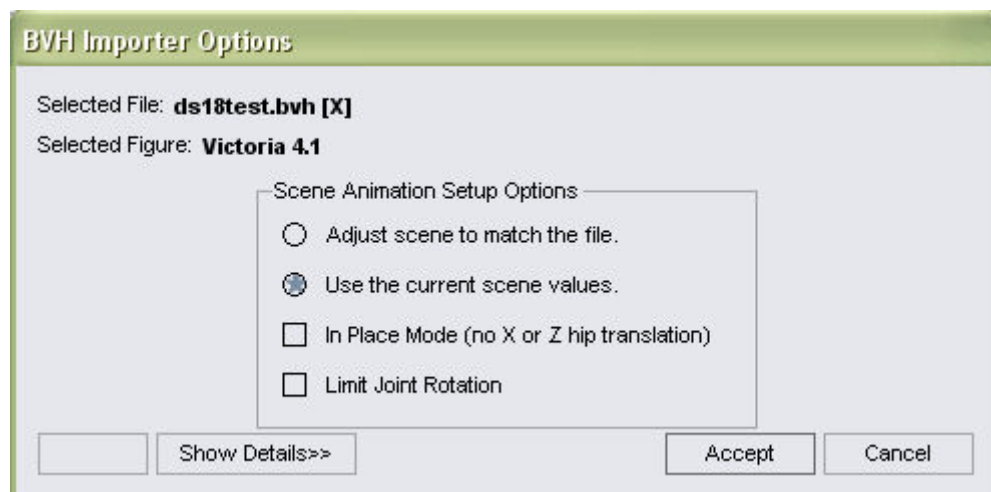 BVH Importer Options
Selected File: ds18test.bvh [X]
Selected Figure: Victoria 4.1
Scene Animation Setup Options
Adjust scene to match the file.
Use the current scene values.
In Place Mode (no X or Z hip translation)
Limit Joint Rotation
Show Details>> Accept Cancel